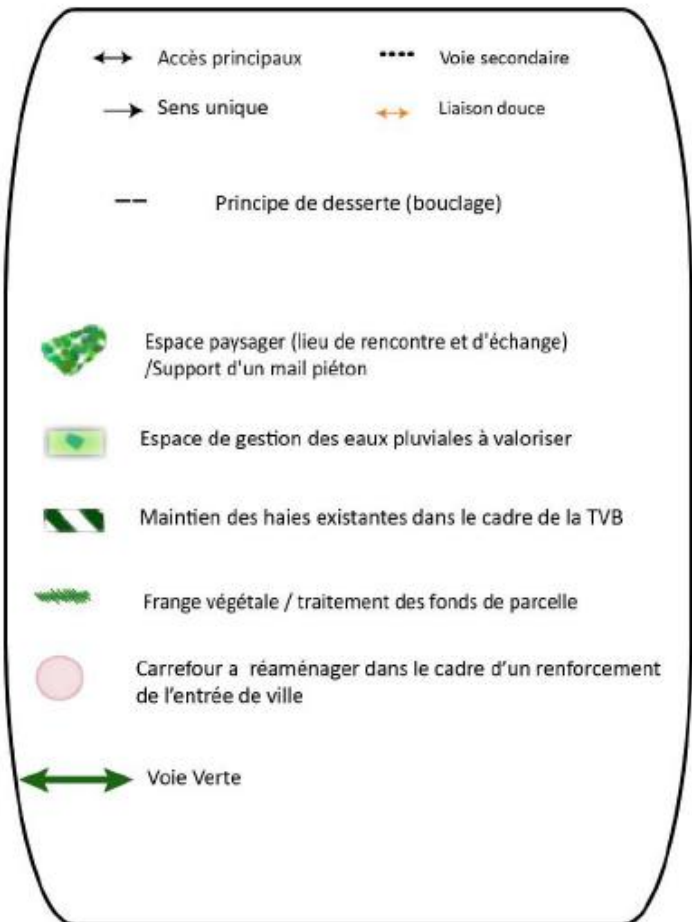 Accès principaux
Voie secondaire
Sens unique
Liaison douce
Principe de desserte (bouclage)
Espace paysager (lieu de rencontre et d'échange)
/Support d'un mail piéton
Espace de gestion des eaux pluviales à valoriser
Maintien des haies existantes dans le cadre de la TVB
Frange végétale / traitement des fonds de parcelle
Carrefour a réaménager dans le cadre d'un renforcement
de l'entrée de ville
Voie Verte